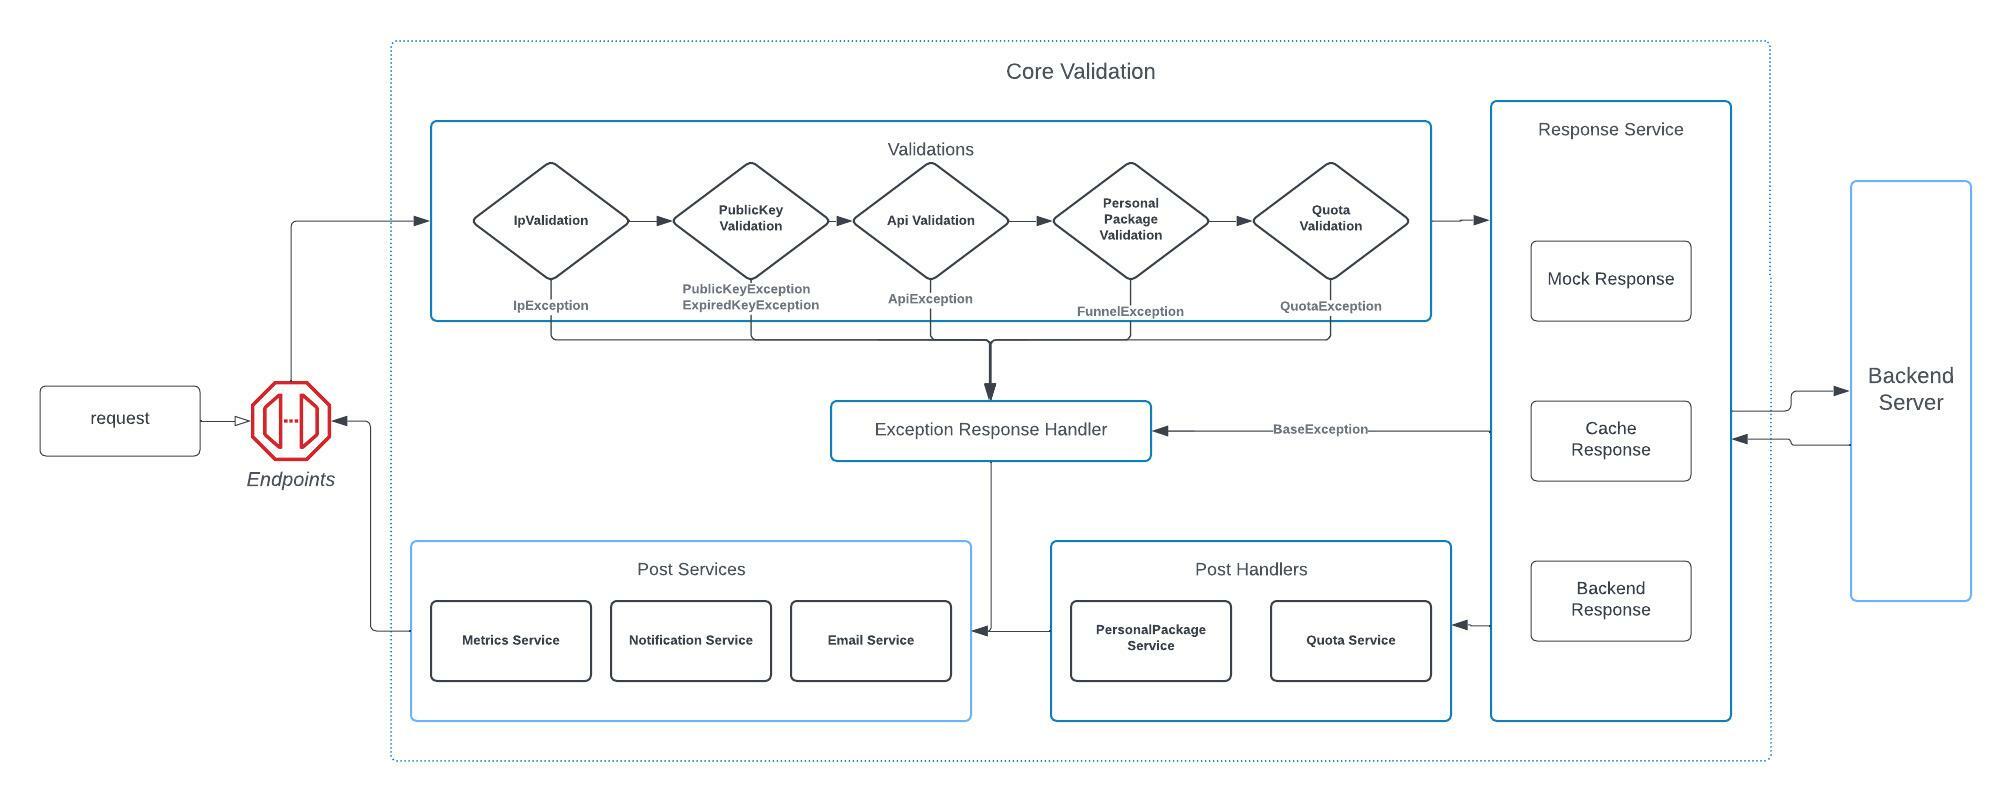 Core Validation
Validations
IpValidation
PublicKey
Validation
Api Validation
Personal
Package
Validation
Quota
Validation
IpException
PublicKeyException
ExpiredKeyException
ApiException
FunnelException
QuotaException
Response Service
Mock Response
Cache
Response
Backend
Response
Backend
Server
request
Endpoints
Exception Response Handler
BaseException
Post Services
Metrics Service
Notification Service
Email Service
Post Handlers
PersonalPackage
Service
Quota Service